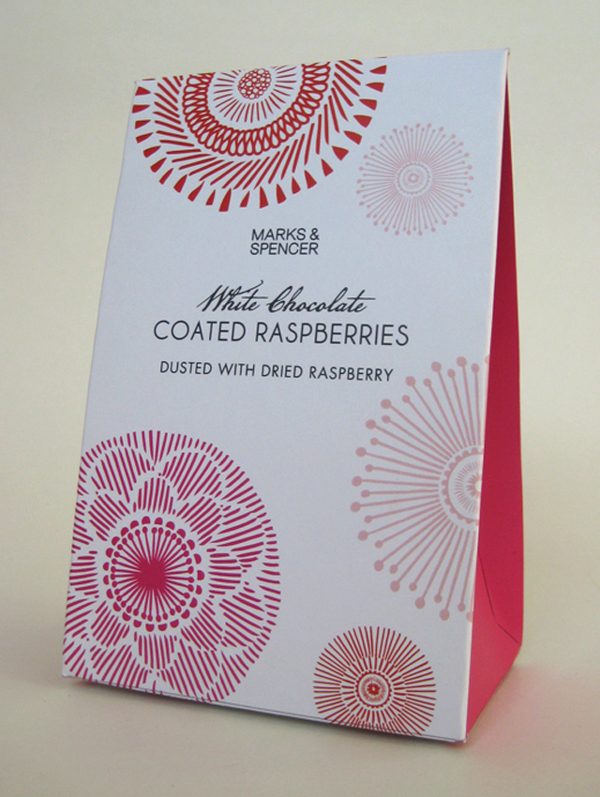 MARKS &
SPENCER
White Chocolate
COATED RASPBERRIES
DUSTED WITH DRIED RASPBERRY